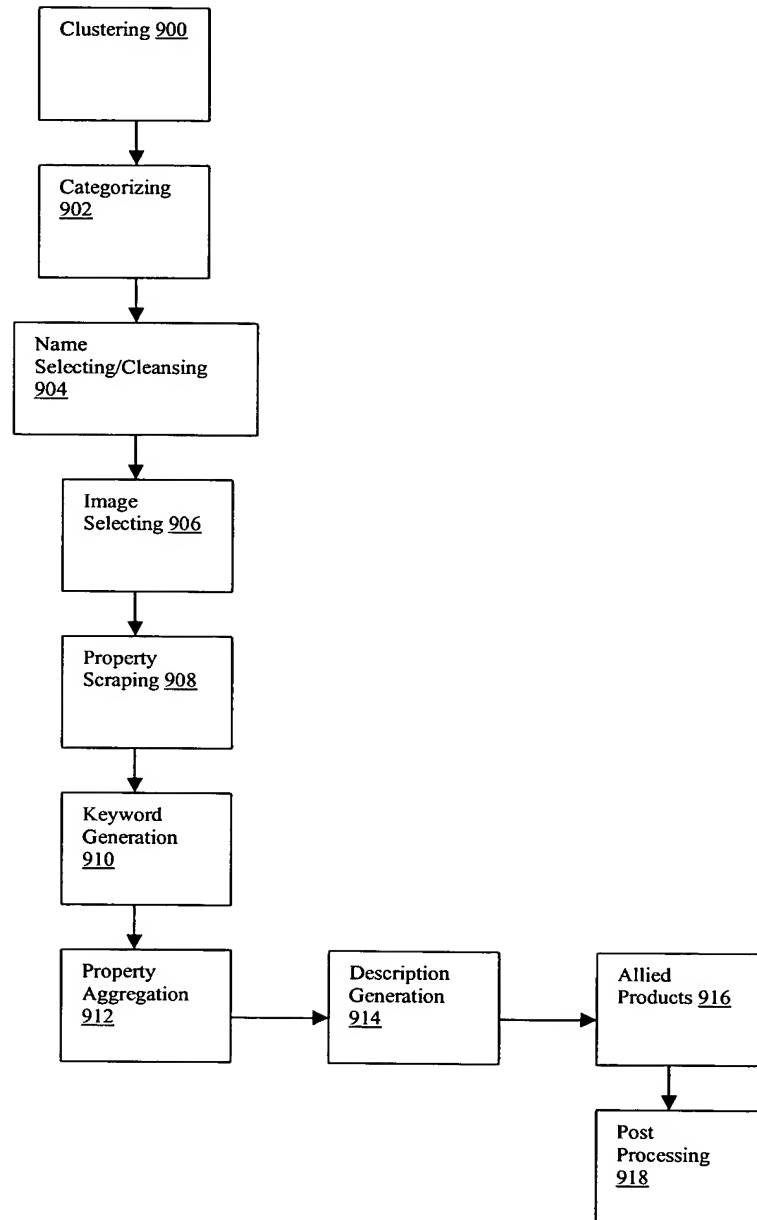 Clustering 900
Categorizing
902
Name
Selecting/Cleansing
904
Image
Selecting 906
Property
Scraping 908
Keyword
Generation
910
Property
Aggregation
912
Description
Generation
914
Allied
Products 916
Post
Processing
918